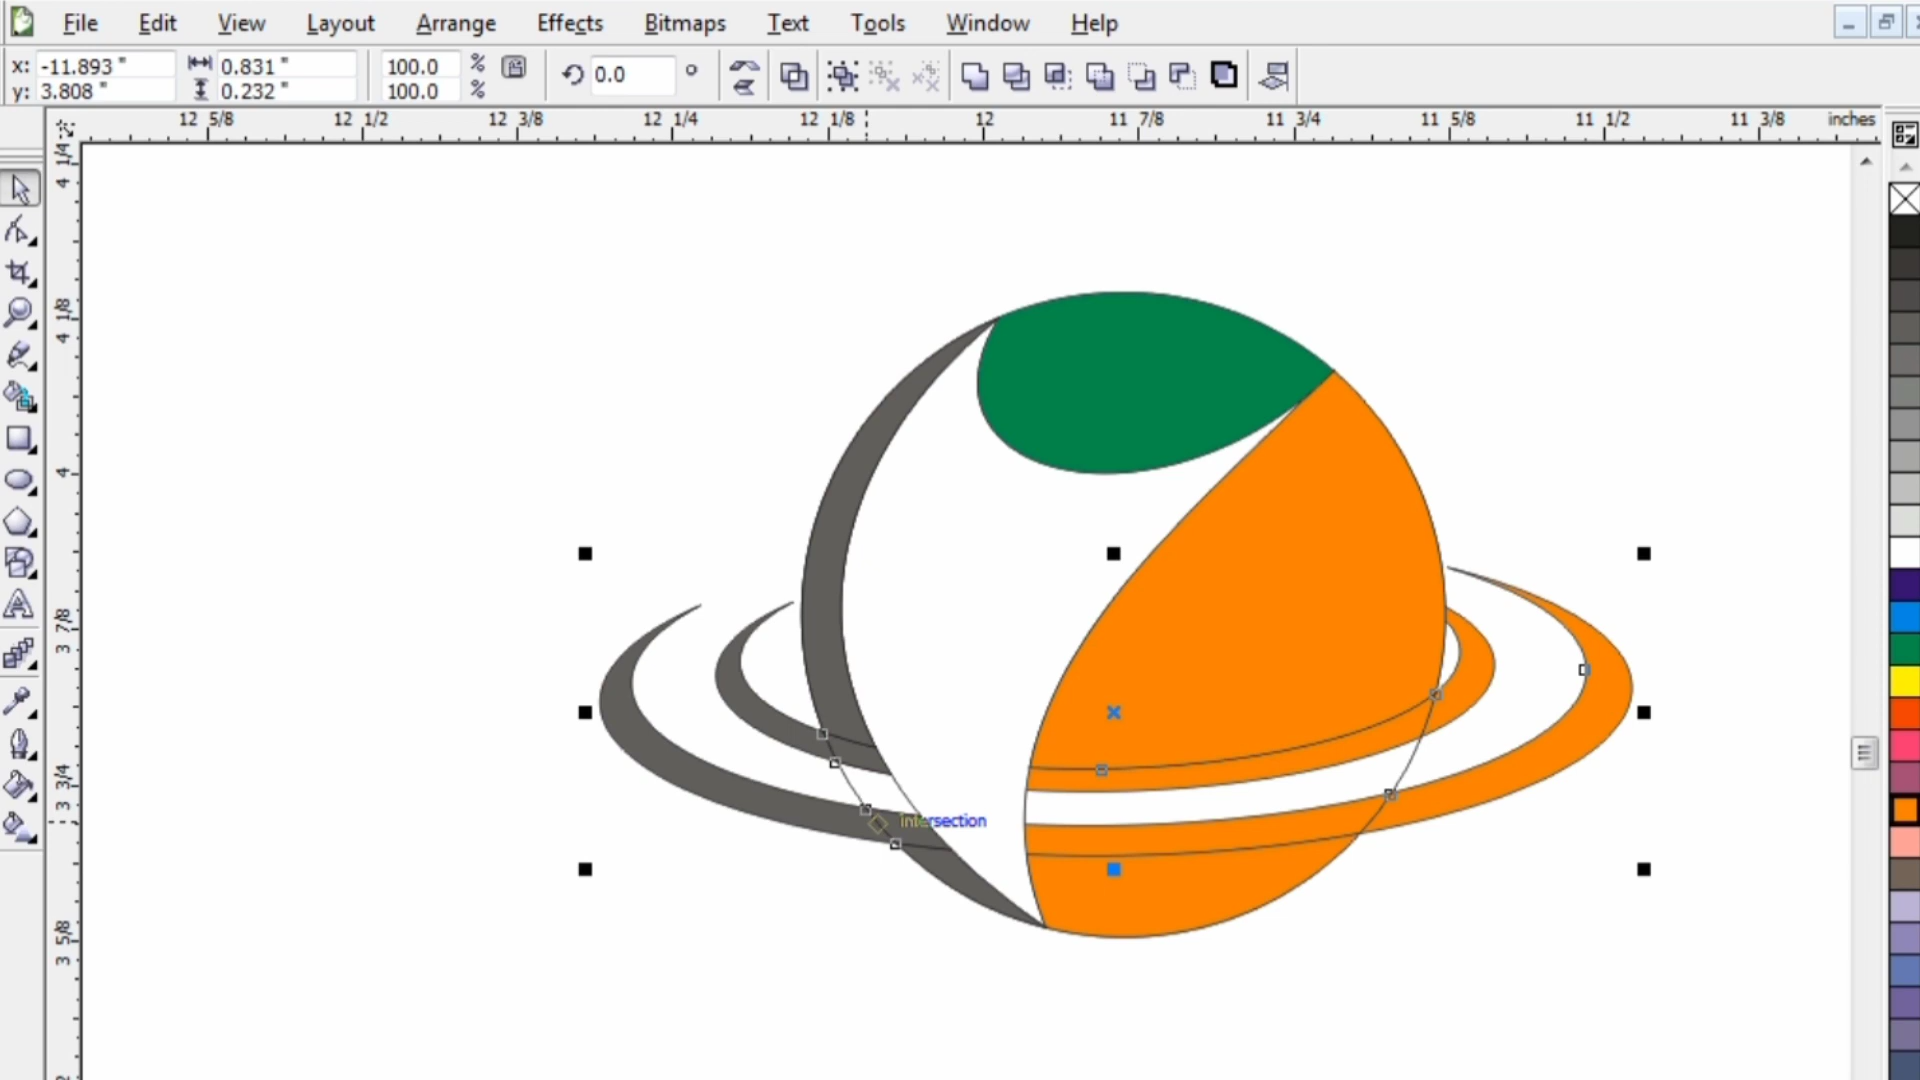 File Edit View Layout Arrange Effects Bitmaps Text Tools Window Help
x: -11.893 " 0.831 " 100.0 % 0.0 °
y: 3.808 " 0.232 " 100.0 %
12 5/8 12 1/2 12 3/8 12 1/4 12 1/8 12 11 7/8 11 3/4 11 5/8 11 1/2 11 3/8 inches
4 1/4
4 1/8
4
3 7/8
3 3/4
3 5/8
intersection